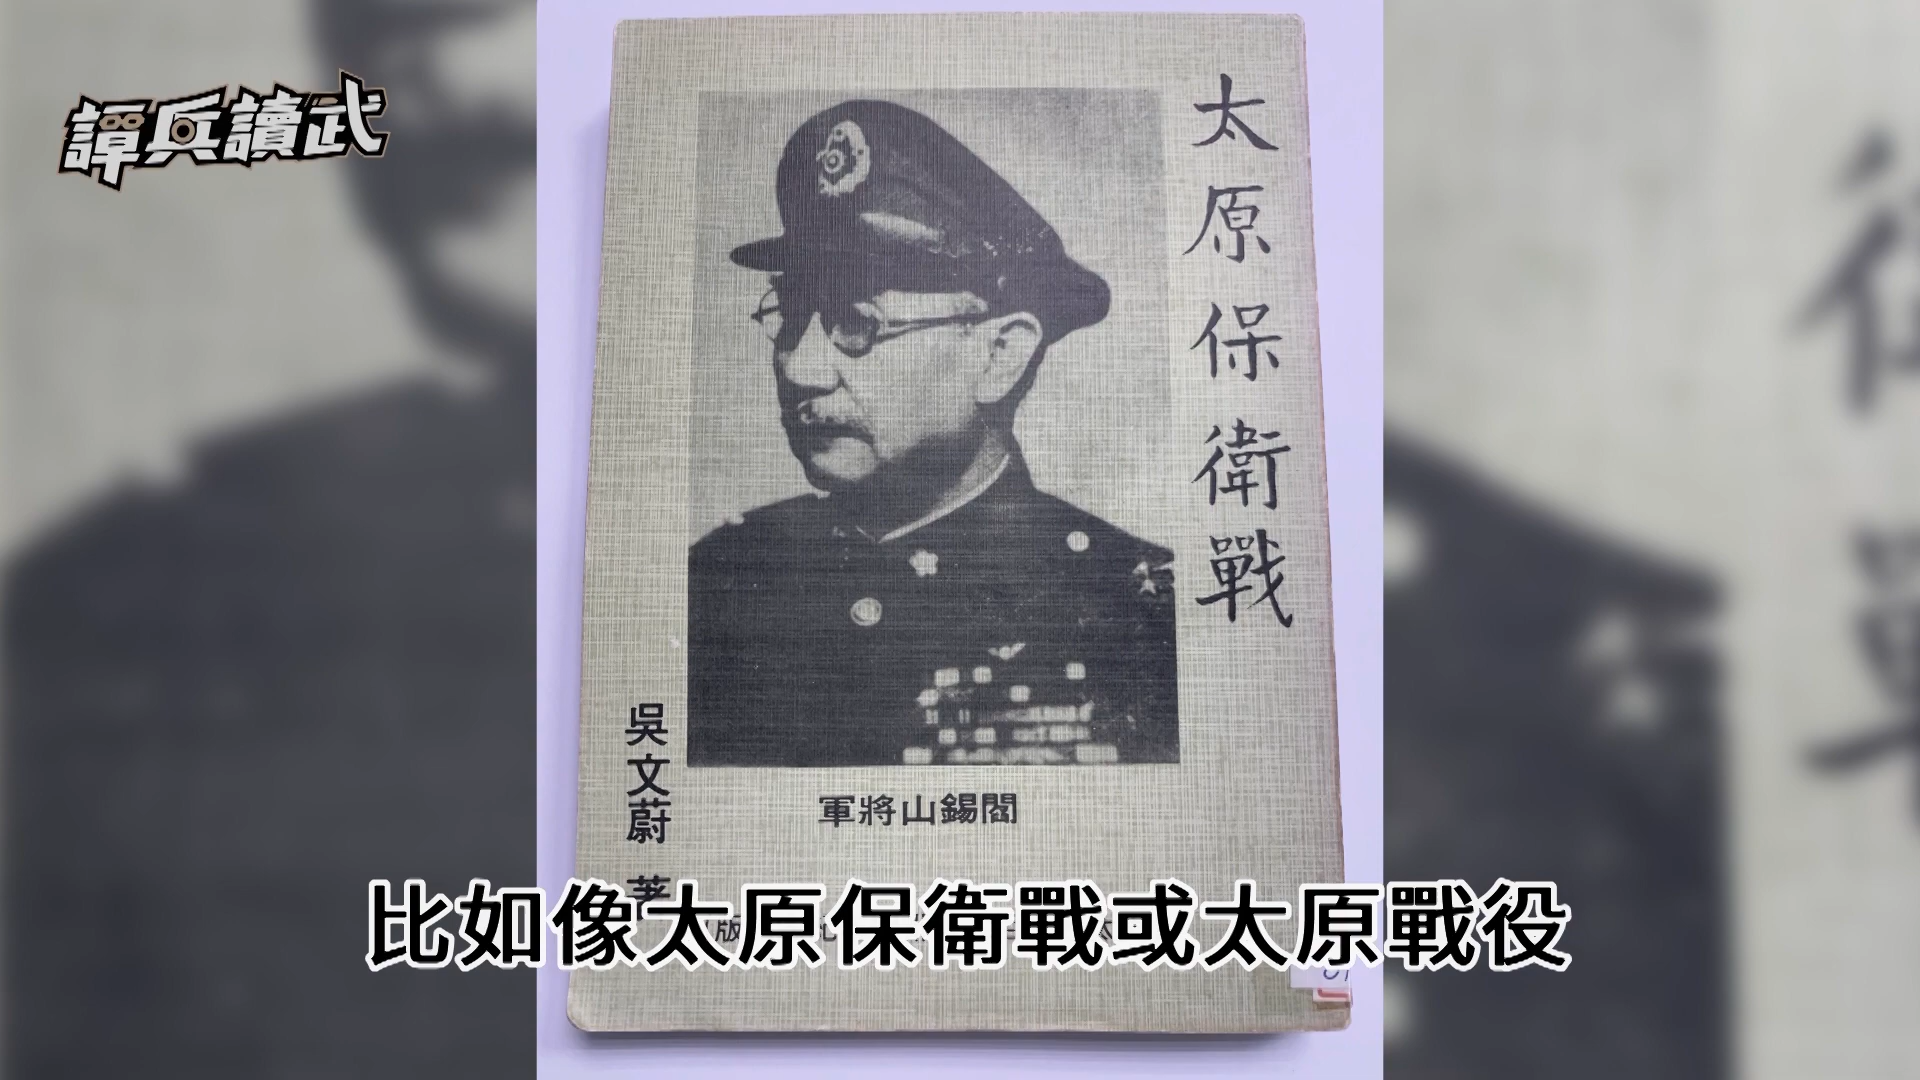 譚兵讀武
太原保衛戰
吳文蔚 著
軍將山錫閻
比如像太原保衛戰或太原戰役